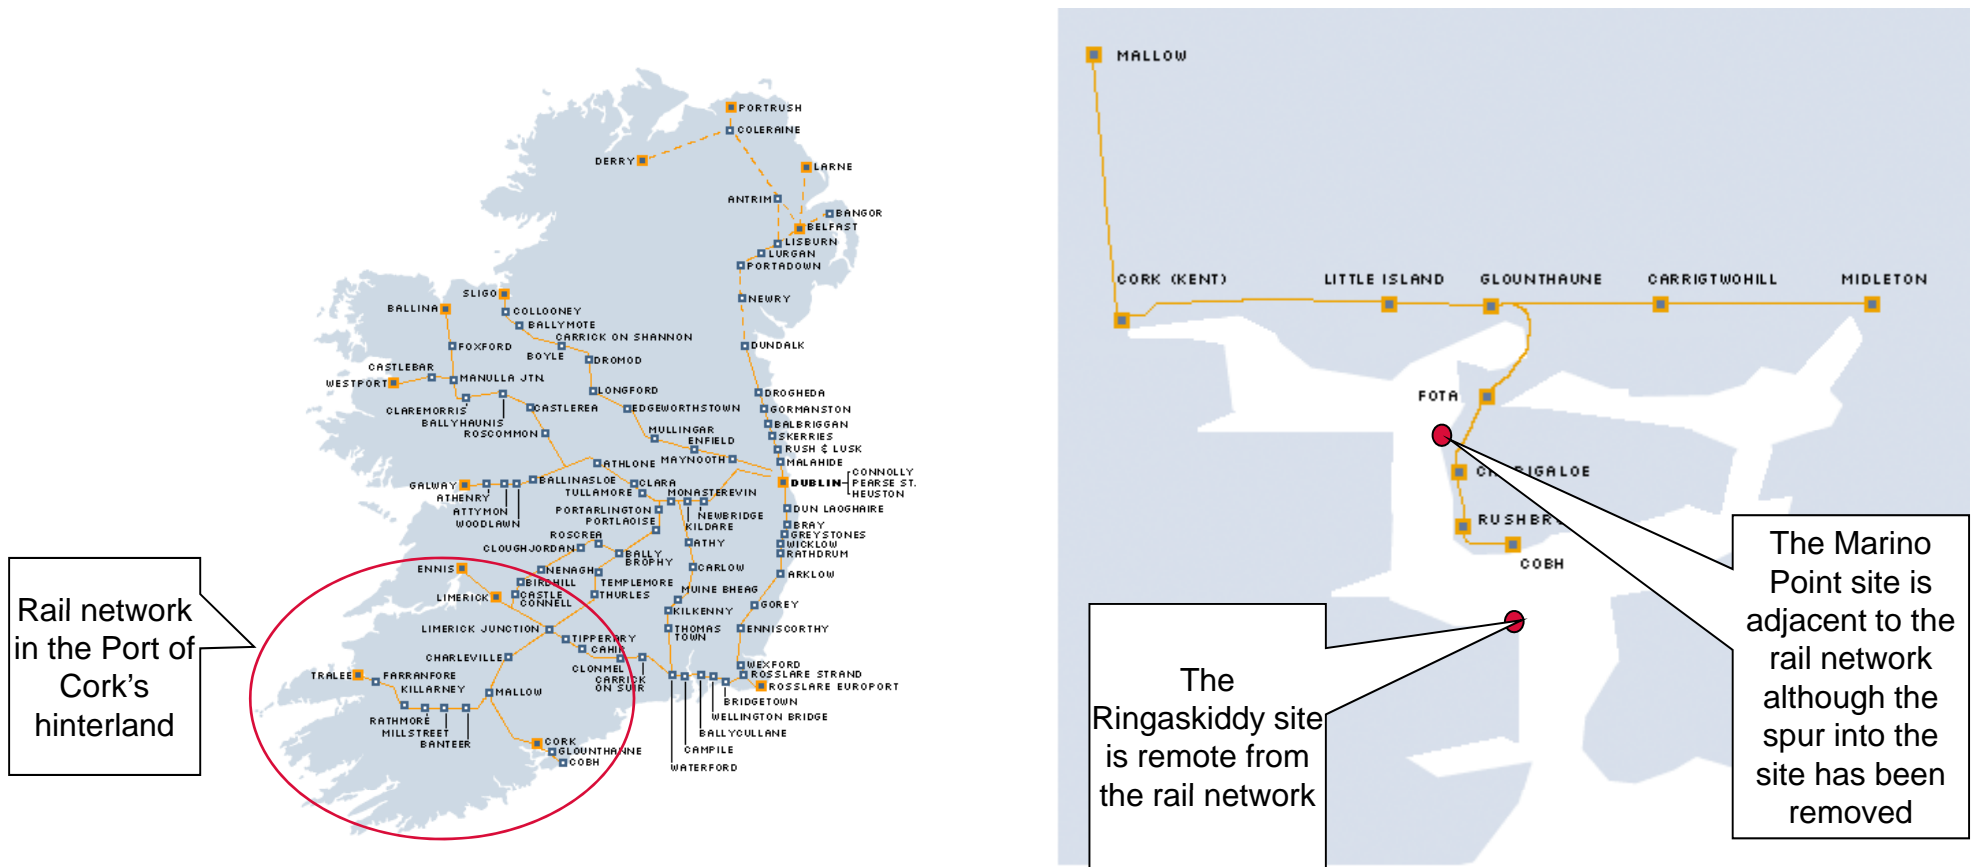 PORTRUSH
COLERAINE
DERRY
LARNE
ANTRIM
BANGOR
BELFAST
LISBURN
LURGAN
PORTADOWN
NEWRY
SLIGO
BALLINA
COLLOONEY
BALLYMOTE
CARRICK ON SHANNON
BOYLE
FOXFORD
DROMOD
DUNDALK
CASTLEBAR
WESTPORT
MANULLA JTN.
LONGFORD
DROGHEDA
CLAREMORRIS
CASTLEREA
EDGEWORTHSTOWN
GORMANSTON
BALLYHAUNIS
BALBRIGGAN
ROSCOMMON
MULLINGAR
SKERRIES
ENFIELD
RUSH & LUSK
MAYNOOTH
MALAHIDE
ATHLONE
CONNOLLY
DUBLIN
PEARSE ST.
HEUSTON
GALWAY
BALLINASLOE
CLARA
ATHENRY
TULLAMORE
MONASTEREVIN
ATTYMON
PORTARLINGTON
NEWBRIDGE
DUN LAOGHAIRE
WOODLAWN
PORTLAOISE
KILDARE
BRAY
ROSCREA
GREYSTONES
CLOUGHJORDAN
ATHY
WICKLOW
BALLY
BROPHY
RATHDRUM
ENNIS
NENAGH
CARLOW
ARKLOW
BIRDHILL
TEMPLEMORE
MUINE BHEAG
LIMERICK
CASTLE
CONNELL
THURLES
GOREY
KILKENNY
LIMERICK JUNCTION
THOMAS
TOWN
ENNISCORTHY
TIPPERARY
CAHIR
CHARLEVILLE
CLONMEL
WEXFORD
TRALEE
FARRANFORE
CARRICK
ON SUIR
ROSSLARE STRAND
KILLARNEY
MALLOW
ROSSLARE EUROPORT
BRIDGETOWN
RATHMORE
WELLINGTON BRIDGE
MILLSTREET
BALLYCULLANE
BANTEER
CORK
CAMPILE
GLOUNTHANNE
COBH
WATERFORD
Rail network
in the Port of
Cork's
hinterland
MALLOW
CORK (KENT)
LITTLE ISLAND
GLOUNTHAUNE
CARRIGTWOHILL
MIDLETON
FOTA
COBH
The
Ringaskiddy site
is remote from
the rail network
The Marino
Point site is
adjacent to the
rail network
although the
spur into the
site has been
removed